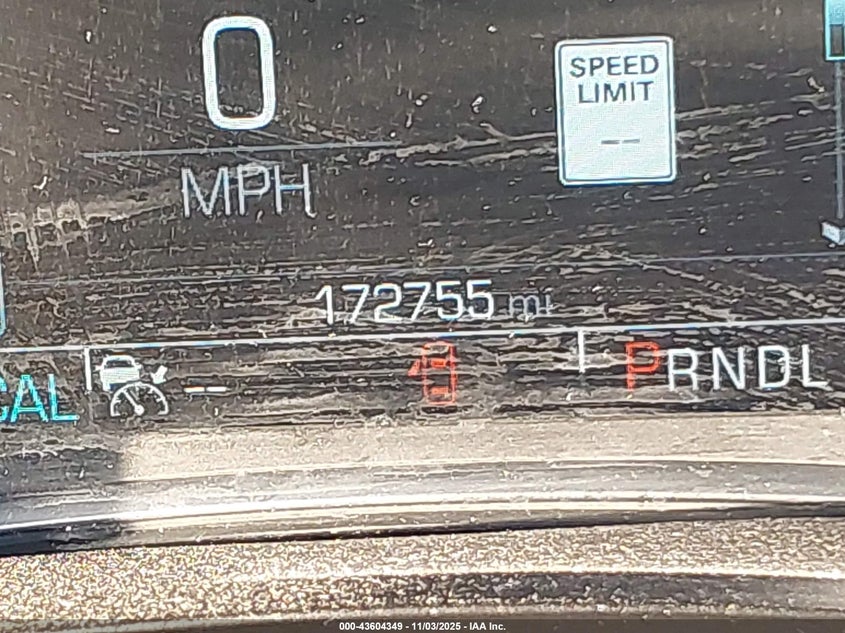 0
SPEED
LIMIT
--
MPH
172755 mi
CAL
--
PRNDL
000-43604349 - 11/03/2025 - IAA Inc.